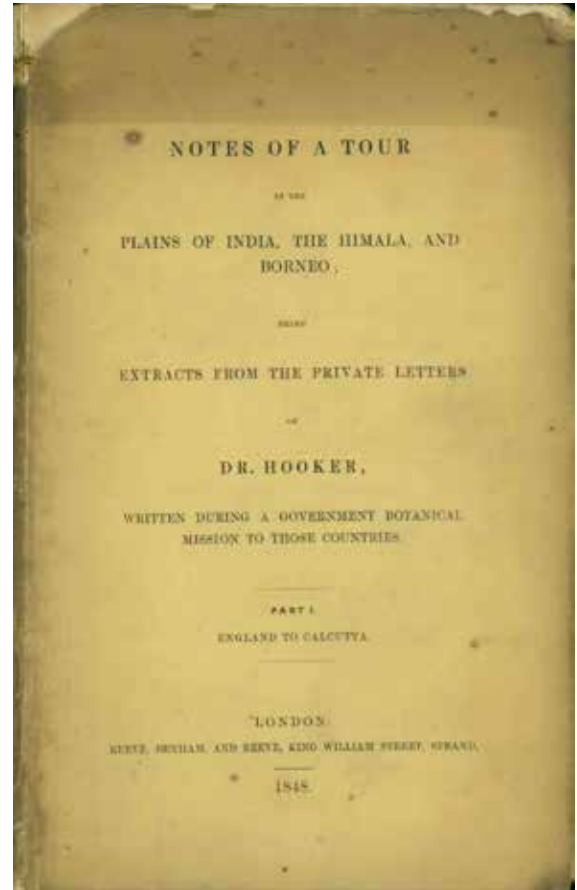 NOTES OF A TOUR
IN THE
PLAINS OF INDIA, THE HIMALA, AND
BORNEO;
BEING
EXTRACTS FROM THE PRIVATE LETTERS
OF
DR. HOOKER,
WRITTEN DURING A GOVERNMENT BOTANICAL
MISSION TO THOSE COUNTRIES.
PART I.
ENGLAND TO CALCUTTA.
LONDON:
REEVE, BENHAM, AND REEVE, KING WILLIAM STREET, STRAND.
1848.